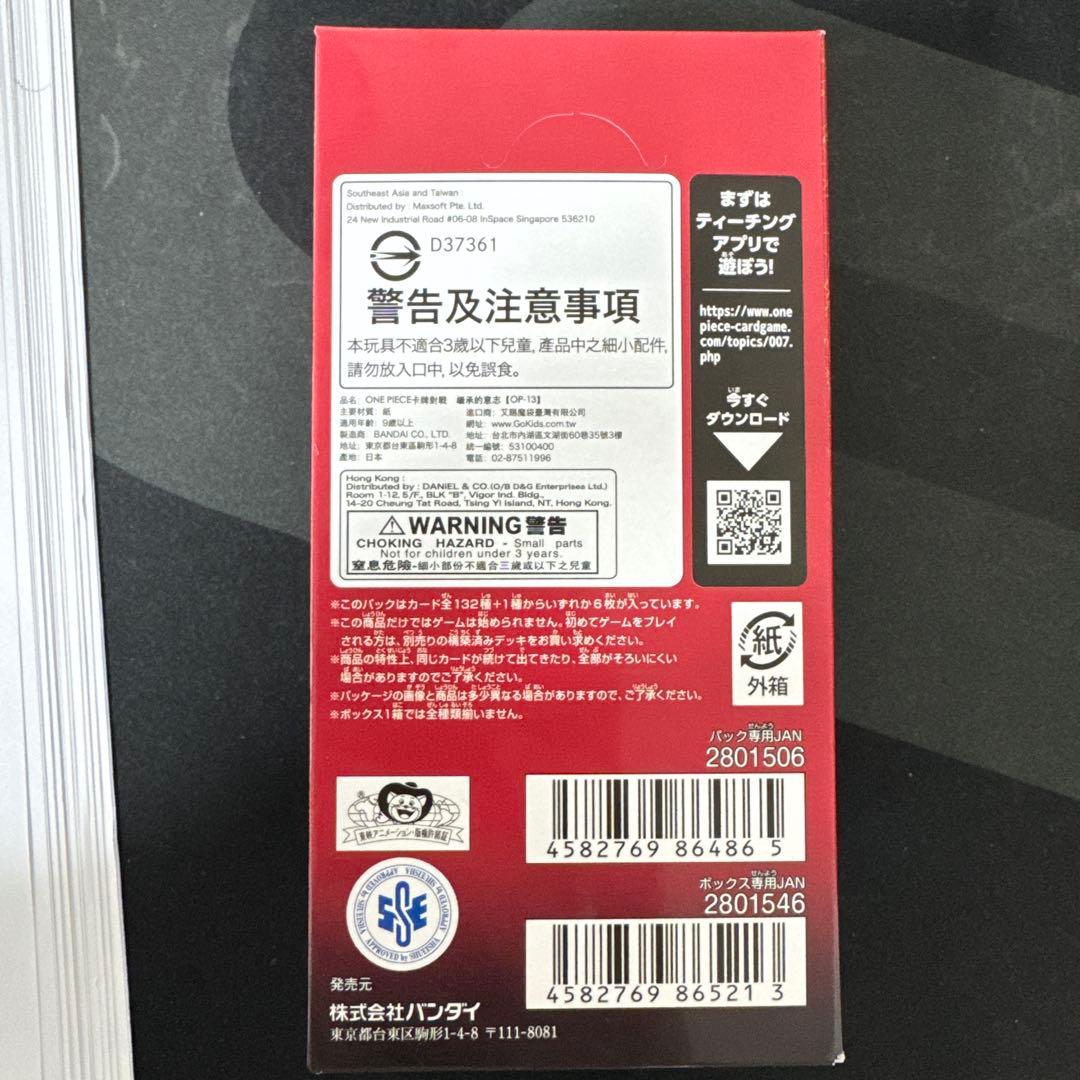 Southeast Asia and Taiwan :
Distributed by : Maxsoft Pte. Ltd.
24 New Industrial Road #06-08 InSpace Singapore 536210
D37361
警告及注意事項
本玩具不適合3歲以下兒童, 產品中之細小配件,
請勿放入口中, 以免誤食。
品名: ONE PIECE卡牌對戰 繼承的意志【OP-13】
主要材質: 紙
適用年齡: 9歲以上
製造商 BANDAI CO., LTD.
地址: 東京都台東區駒形1-4-8
產地: 日本
進口商: 艾賜魔袋臺灣有限公司
網址: www.GoKids.com.tw
地址: 台北市內湖區文湖街60巷35號3樓
統一編號: 53100400
電話: 02-87511996
Hong Kong :
Distributed by : DANIEL & CO.(O/B D&G Enterprises Ltd.)
Room 1-12, 5/F., BLK "B", Vigor Ind. Bldg.,
14-20 Cheung Tat Road, Tsing Yi Island, NT, Hong Kong.
WARNING 警告
CHOKING HAZARD - Small parts
Not for children under 3 years.
窒息危險-細小部份不適合三歲或以下之兒童
まずは
ティーチング
アプリで
遊ぼう!
https://www.one
piece-cardgame.
com/topics/007.
php
今すぐ
ダウンロード
※このパックはカード全132種+1種からいずれか6枚が入っています。
※この商品だけではゲームは始められません。初めてゲームをプレイ
される方は、別売りの構築済みデッキをお買い求めください。
※商品の特性上、同じカードが続けて出てきたり、全部がそろいにくい
場合がありますのでご了承ください。
※パッケージの画像と商品は多少異なる場合がありますので、ご了承ください。
※ボックス1箱では全種類揃いません。
紙
外箱
パック専用JAN
2801506
4582769 86486 5
ボックス専用JAN
2801546
4582769 86521 3
東映アニメーション・版権許諾証
SSE
APPROVED by SHUEISHA
発売元
株式会社バンダイ
東京都台東区駒形1-4-8 〒111-8081